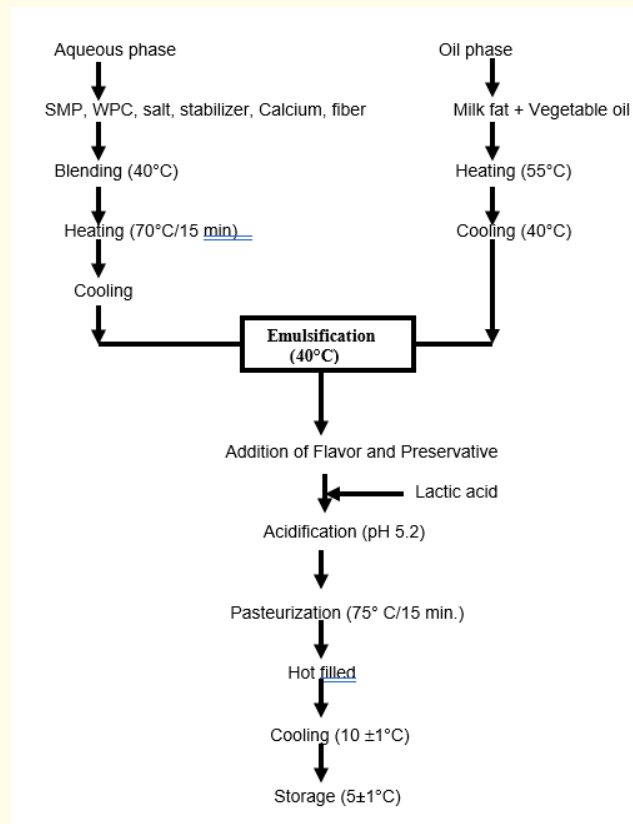 Aqueous phase
Oil phase
SMP, WPC, salt, stabilizer, Calcium, fiber
Milk fat + Vegetable oil
Blending (40°C)
Heating (55°C)
Heating (70°C/15 min)
Cooling (40°C)
Cooling
Emulsification
(40°C)
Addition of Flavor and Preservative
Lactic acid
Acidification (pH 5.2)
Pasteurization (75° C/15 min.)
Hot filled
Cooling (10 ±1°C)
Storage (5±1°C)